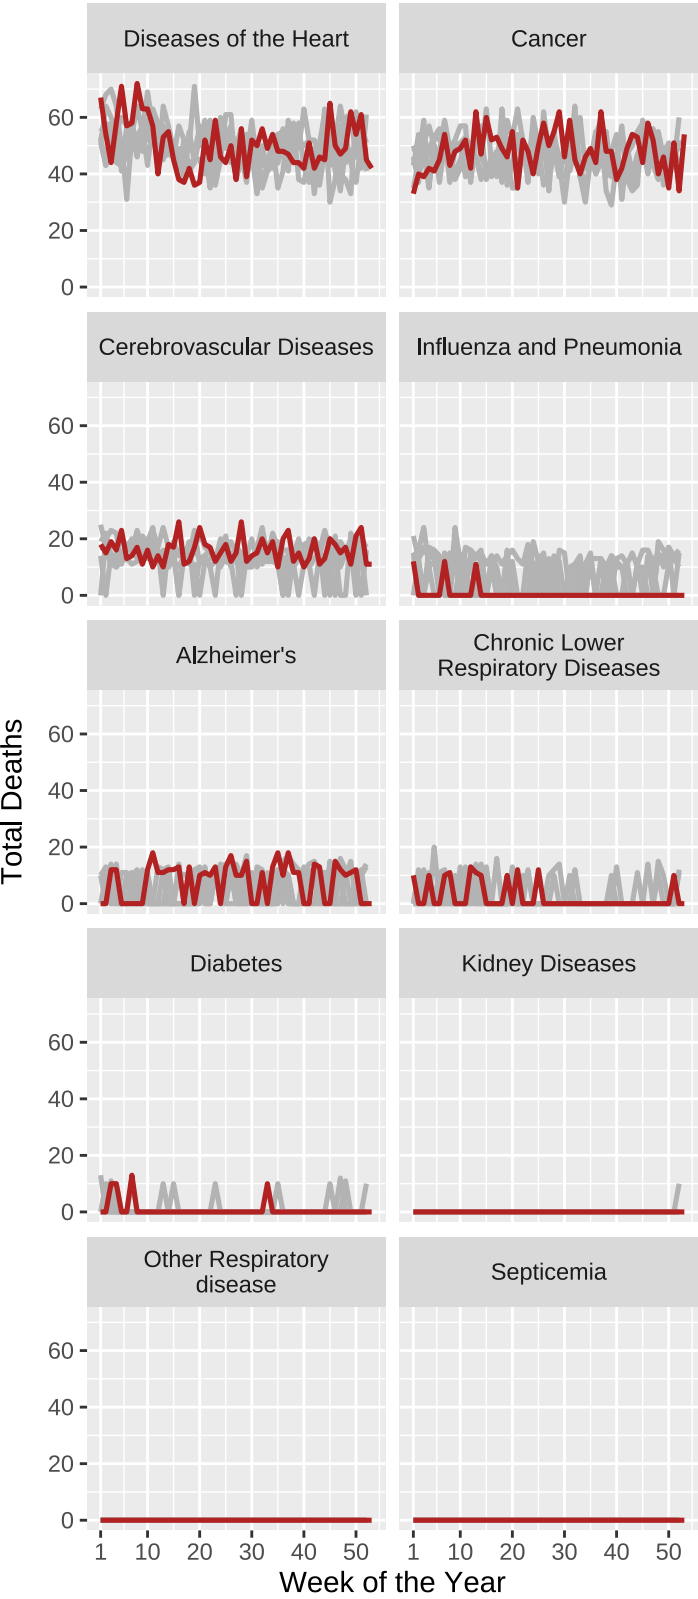 Diseases of the Heart
Cancer
60
40
20
0
Cerebrovascular Diseases
Influenza and Pneumonia
60
40
20
0
Alzheimer's
Chronic Lower
Respiratory Diseases
60
40
20
0
Total Deaths
Diabetes
Kidney Diseases
60
40
20
0
Other Respiratory
disease
Septicemia
60
40
20
0
1 10 20 30 40 50
1 10 20 30 40 50
Week of the Year